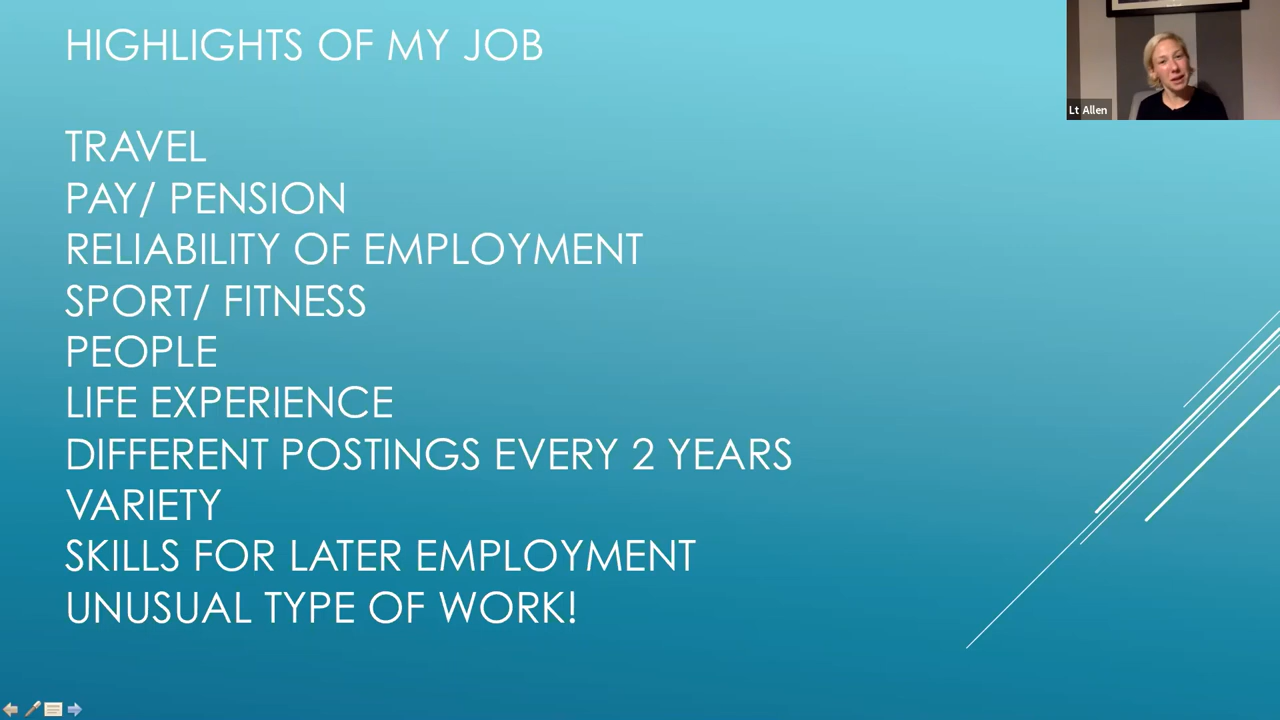 HIGHLIGHTS OF MY JOB
TRAVEL
PAY/ PENSION
RELIABILITY OF EMPLOYMENT
SPORT/ FITNESS
PEOPLE
LIFE EXPERIENCE
DIFFERENT POSTINGS EVERY 2 YEARS
VARIETY
SKILLS FOR LATER EMPLOYMENT
UNUSUAL TYPE OF WORK!
Lt Allen